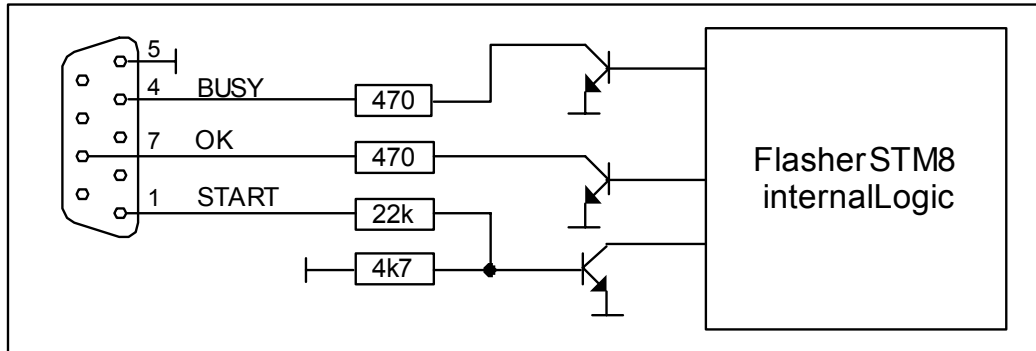 5
4 BUSY 470
7 OK 470
1 START 22k
4k7
FlasherSTM8
internalLogic